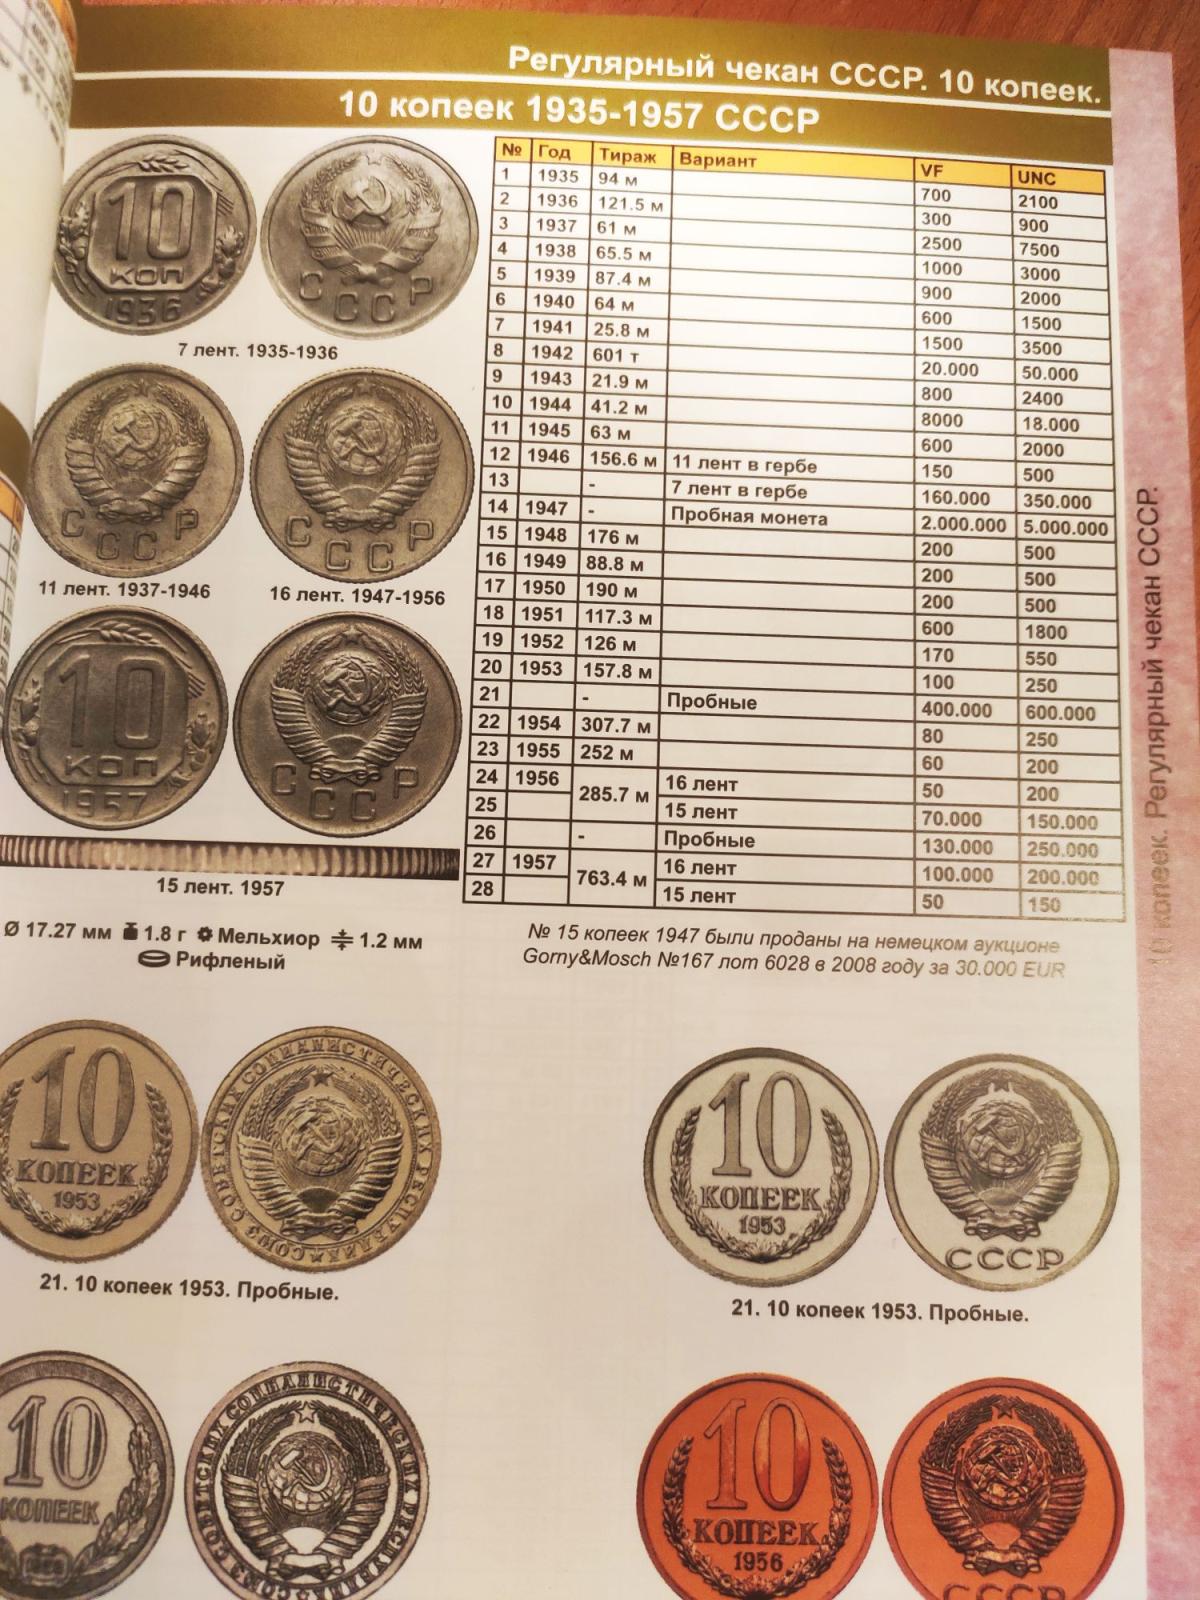 Регулярный чекан СССР. 10 копеек.
10 копеек 1935-1957 СССР
№ Год Тираж Вариант VF UNC
1 1935 94 м 700 2100
2 1936 121.5 м 300 900
3 1937 61 м 2500 7500
4 1938 65.5 м 1000 3000
5 1939 87.4 м 900 2000
6 1940 64 м 600 1500
7 1941 25.8 м 1500 3500
8 1942 601 т 20.000 50.000
9 1943 21.9 м 800 2400
10 1944 41.2 м 8000 18.000
11 1945 63 м 600 2000
12 1946 156.6 м 11 лент в гербе 150 500
13 - 7 лент в гербе 160.000 350.000
14 1947 - Пробная монета 2.000.000 5.000.000
15 1948 176 м 200 500
16 1949 88.8 м 200 500
17 1950 190 м 200 500
18 1951 117.3 м 600 1800
19 1952 126 м 170 550
20 1953 157.8 м 100 250
21 - Пробные 400.000 600.000
22 1954 307.7 м 80 250
23 1955 252 м 60 200
24 1956 285.7 м 16 лент 50 200
25 15 лент 70.000 150.000
26 - Пробные 130.000 250.000
27 1957 763.4 м 16 лент 100.000 200.000
28 15 лент 50 150
10
КОП
1936
СССР
7 лент. 1935-1936
СССР
СССР
11 лент. 1937-1946
16 лент. 1947-1956
10
КОП
1957
СССР
15 лент. 1957
Ø 17.27 мм 1.8 г Мельхиор 1.2 мм
Рифленый
№ 15 копеек 1947 были проданы на немецком аукционе
Gorny&Mosch №167 лот 6028 в 2008 году за 30.000 EUR
10 копеек. Регулярный чекан СССР.
10
КОПЕЕК
1953
СОЮЗ СОВЕТСКИХ СОЦИАЛИСТИЧЕСКИХ РЕСПУБЛИК
21. 10 копеек 1953. Пробные.
10
КОПЕЕК
1953
СССР
21. 10 копеек 1953. Пробные.
10
КОПЕЕК
СОЮЗ СОВЕТСКИХ СОЦИАЛИСТИЧЕСКИХ РЕСПУБЛИК
10
КОПЕЕК
1956
СССР